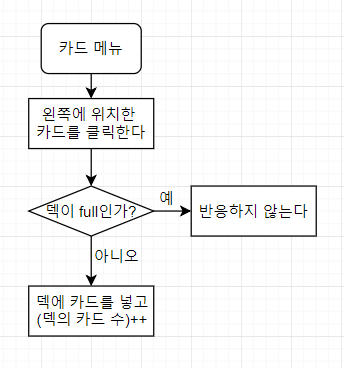 카드 메뉴
왼쪽에 위치한
카드를 클릭한다
덱이 full인가?
예
반응하지 않는다
아니오
덱에 카드를 넣고
(덱의 카드 수)++